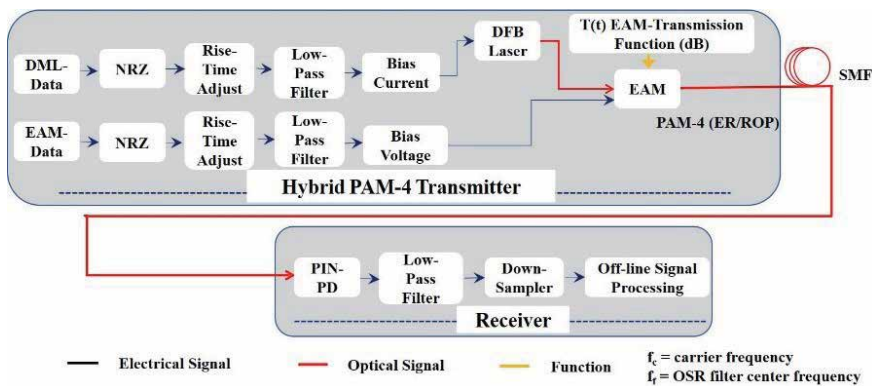 DML-
Data
NRZ
Rise-
Time
Adjust
Low-
Pass
Filter
Bias
Current
DFB
Laser
T(t) EAM-Transmission
Function (dB)
EAM
SMF
PAM-4 (ER/ROP)
EAM-
Data
NRZ
Rise-
Time
Adjust
Low-
Pass
Filter
Bias
Voltage
Hybrid PAM-4 Transmitter
PIN-
PD
Low-
Pass
Filter
Down-
Sampler
Off-line Signal
Processing
Receiver
Electrical Signal
Optical Signal
Function
fc = carrier frequency
ff = OSR filter center frequency